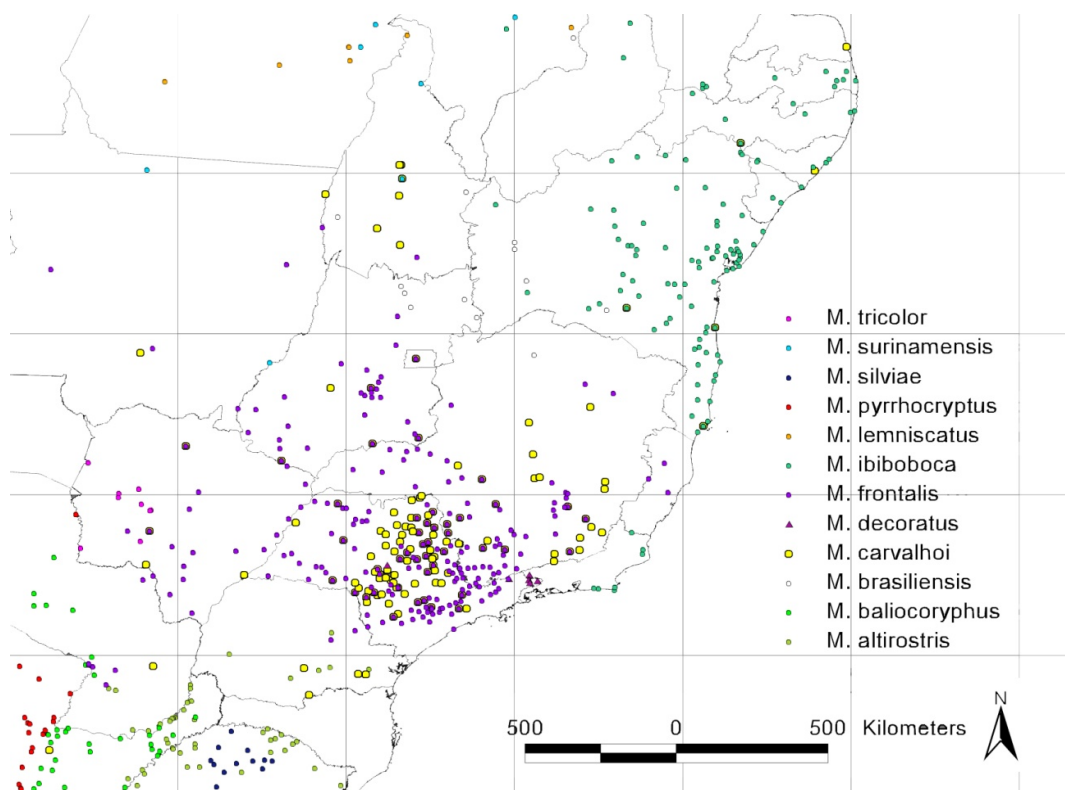 M. tricolor
M. surinamensis
M. silviae
M. pyrrhocryptus
M. lemniscatus
M. ibiboboca
M. frontalis
M. decoratus
M. carvalhoi
M. brasiliensis
M. baliocoryphus
M. altirostris
N
500 0 500 Kilometers